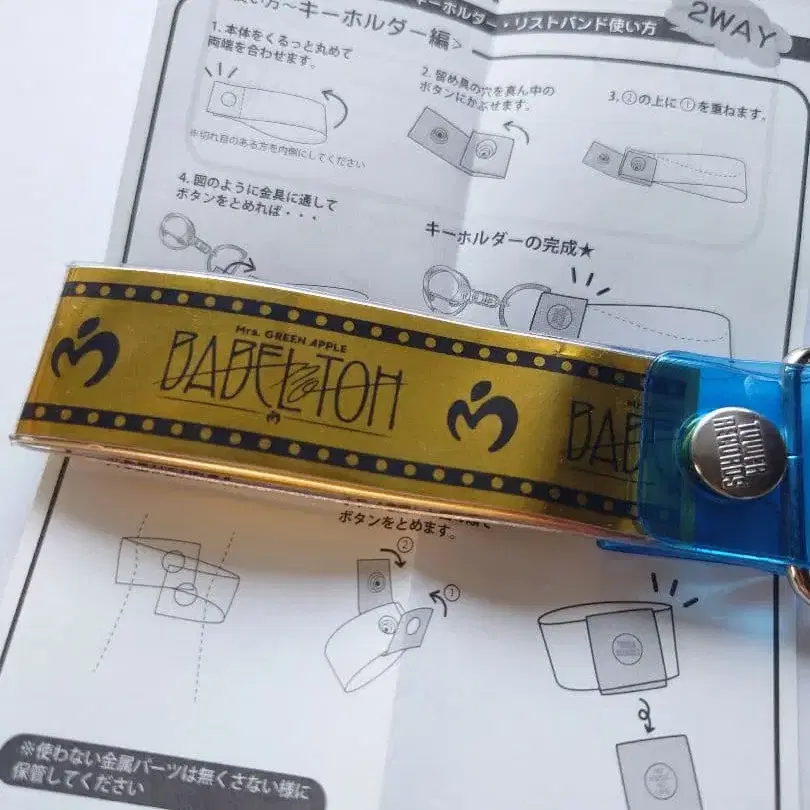 使い方～キーホルダー編>
キーホルダー・リストバンド使い方
2WAY
1. 本体をくるっと丸めて
両端を合わせます。
※切れ目のある方を内側にしてください
2. 留め具の穴を真ん中の
ボタンにかぶせます。
3. ②の上に①を重ねます。
4. 図のように金具に通して
ボタンをとめれば・・・
キーホルダーの完成★
Mrs. GREEN APPLE
BABEL no TOH
BABE
TOWER
RECORDS
ボタンをとめます。
②
①
※使わない金属パーツは無くさない様に
保管してください